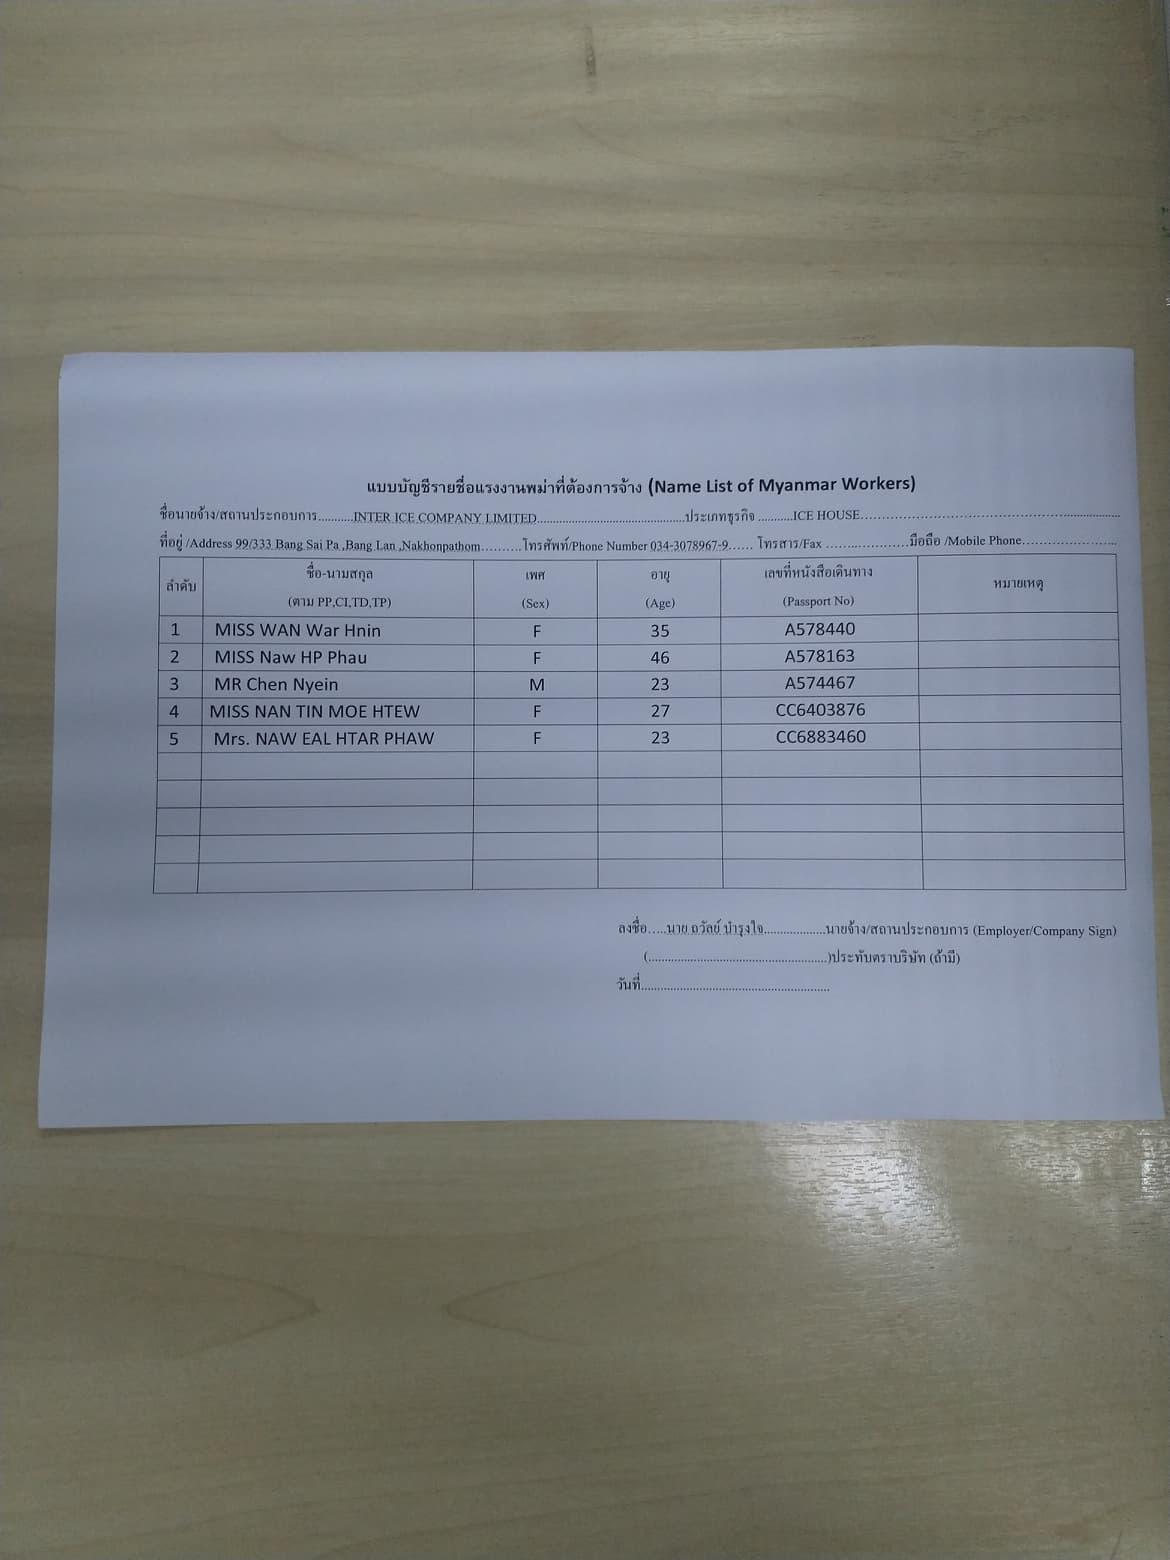 แบบบัญชีรายชื่อแรงงานพม่าที่ต้องการจ้าง (Name List of Myanmar Workers)
ชื่อนายจ้าง/สถานประกอบการ...........INTER ICE COMPANY LIMITED..............................................ประเภทธุรกิจ ...........ICE HOUSE......................................................
ที่อยู่ /Address 99/333 Bang Sai Pa ,Bang Lan ,Nakhonpathom.........โทรศัพท์/Phone Number 034-3078967-9...... โทรสาร/Fax ....................มือถือ /Mobile Phone......................
ลำดับ ชื่อ-นามสกุล (ตาม PP,CI,TD,TP) เพศ (Sex) อายุ (Age) เลขที่หนังสือเดินทาง (Passport No) หมายเหตุ
1 MISS WAN War Hnin F 35 A578440
2 MISS Naw HP Phau F 46 A578163
3 MR Chen Nyein M 23 A574467
4 MISS NAN TIN MOE HTEW F 27 CC6403876
5 Mrs. NAW EAL HTAR PHAW F 23 CC6883460
ลงชื่อ.....นาย ถวัลย์ บำรุงใจ...................นายจ้าง/สถานประกอบการ (Employer/Company Sign)
(.......................................................)ประทับตราบริษัท (ถ้ามี)
วันที่..........................................................